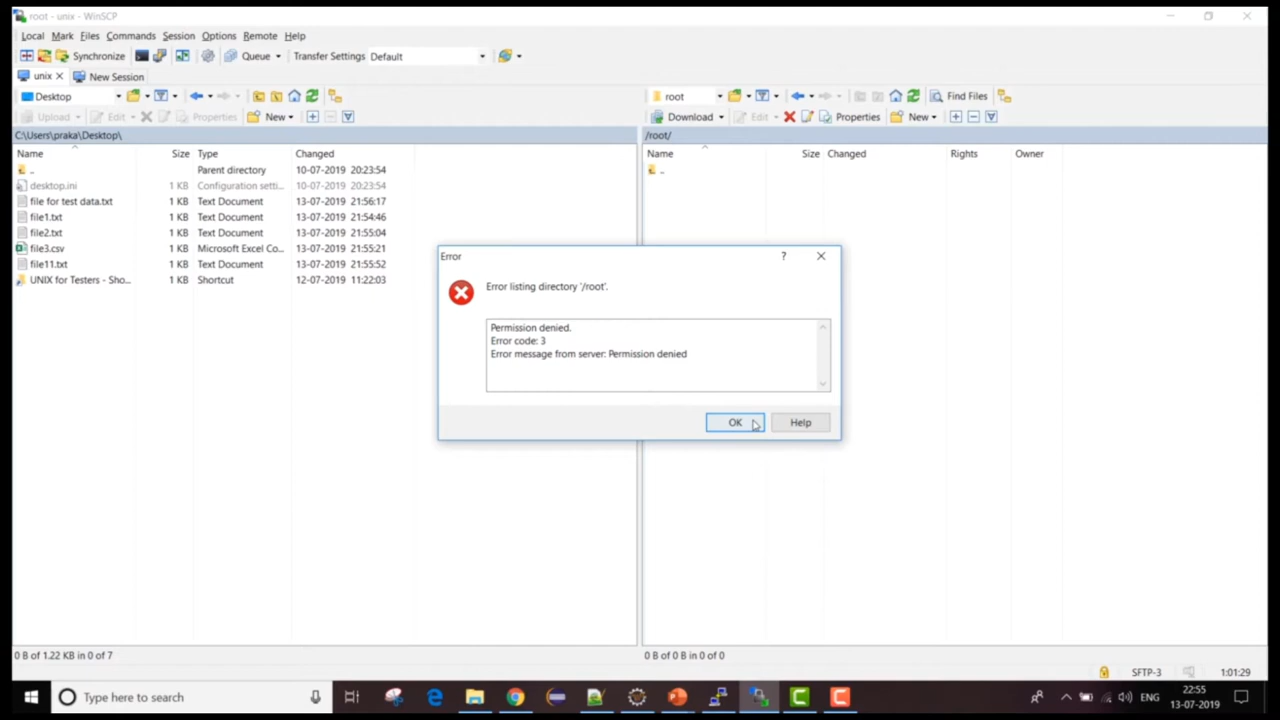 root - unix - WinSCP
Local Mark Files Commands Session Options Remote Help
Synchronize Queue Transfer Settings Default
unix New Session
Desktop root Find Files
Upload Edit Properties New Download Edit Properties New
C:\Users\praka\Desktop\ /root/
Name Size Type Changed Name Size Changed Rights Owner
.. Parent directory 10-07-2019 20:23:54 ..
desktop.ini 1 KB Configuration setti... 10-07-2019 20:23:54
file for test data.txt 1 KB Text Document 13-07-2019 21:56:17
file1.txt 1 KB Text Document 13-07-2019 21:54:46
file2.txt 1 KB Text Document 13-07-2019 21:55:04
file3.csv 1 KB Microsoft Excel Co... 13-07-2019 21:55:21
file11.txt 1 KB Text Document 13-07-2019 21:55:52
UNIX for Testers - Sho... 1 KB Shortcut 12-07-2019 11:22:03
Error ?
Error listing directory '/root'.
Permission denied.
Error code: 3
Error message from server: Permission denied
OK Help
0 B of 1.22 KB in 0 of 7 0 B of 0 B in 0 of 0
SFTP-3 1:01:29
Type here to search ENG 22:55
13-07-2019